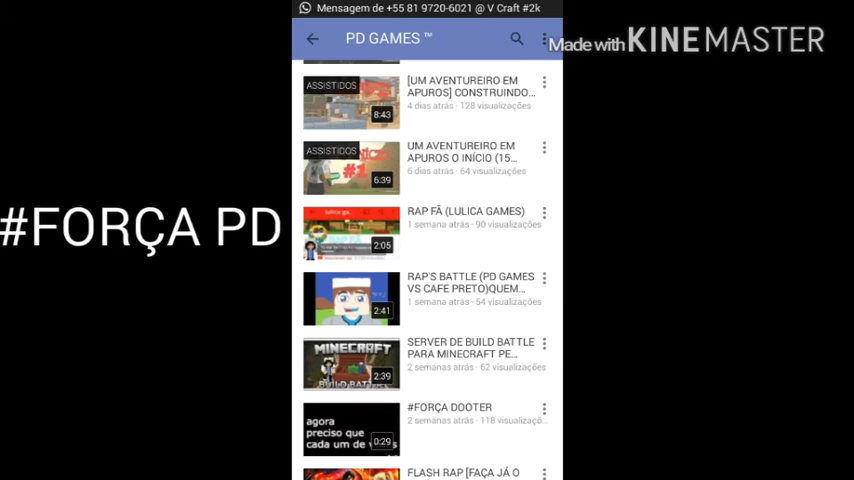 Mensagem de +55 81 9720-6021 @ V Craft #2k
PD GAMES ™
Made with KINEMASTER
ASSISTIDOS
8:43
[UM AVENTUREIRO EM
APUROS] CONSTRUINDO...
4 dias atrás · 128 visualizações
ASSISTIDOS
#1
6:39
UM AVENTUREIRO EM
APUROS O INÍCIO (15...
6 dias atrás · 64 visualizações
#FORÇA PD
RAP FÃ
2:05
RAP FÃ (LULICA GAMES)
1 semana atrás · 90 visualizações
2:41
RAP'S BATTLE (PD GAMES
VS CAFE PRETO)QUEM...
1 semana atrás · 54 visualizações
MINECRAFT
BUILD BATTLE
2:39
SERVER DE BUILD BATTLE
PARA MINECRAFT PE...
2 semanas atrás · 62 visualizações
agora
preciso que
cada um de
0:29
#FORÇA DOOTER
2 semanas atrás · 118 visualizaçõ...
FLASH RAP [FAÇA JÁ O